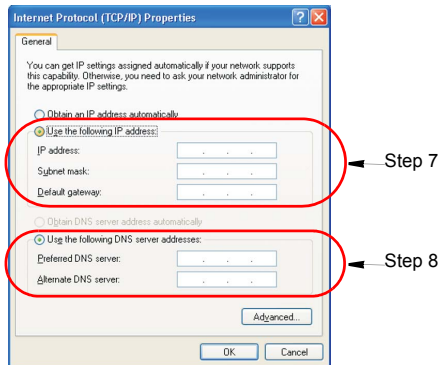 Internet Protocol (TCP/IP) Properties
General
You can get IP settings assigned automatically if your network supports
this capability. Otherwise, you need to ask your network administrator for
the appropriate IP settings.
Obtain an IP address automatically
Use the following IP address:
IP address:
Subnet mask:
Default gateway:
Step 7
Obtain DNS server address automatically
Use the following DNS server addresses:
Preferred DNS server:
Alternate DNS server:
Step 8
Advanced...
OK Cancel